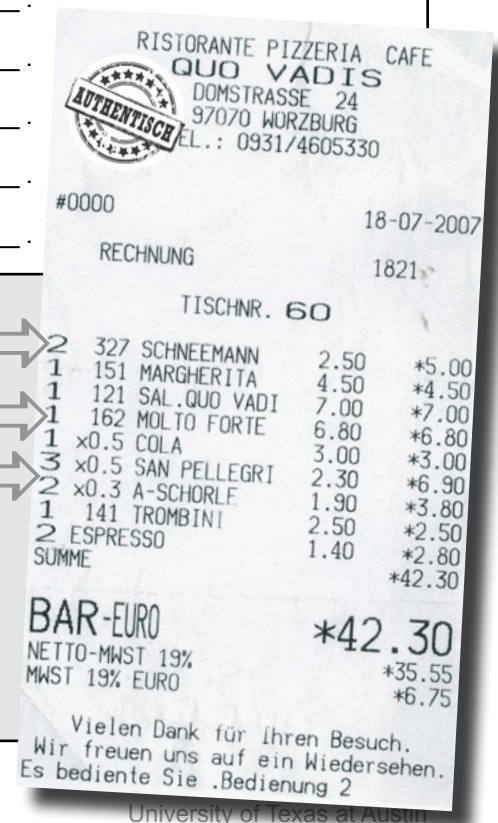 RISTORANTE PIZZERIA CAFE
QUO VADIS
DOMSTRASSE 24
97070 WORZBURG
EL.: 0931/4605330
AUTHENTISCH
#0000 18-07-2007
RECHNUNG 1821
TISCHNR. 60
2 327 SCHNEEMANN 2.50 *5.00
1 151 MARGHERITA 4.50 *4.50
1 121 SAL.QUO VADI 7.00 *7.00
1 162 MOLTO FORTE 6.80 *6.80
1 x0.5 COLA 3.00 *3.00
3 x0.5 SAN PELLEGRI 2.30 *6.90
2 x0.3 A-SCHORLE 1.90 *3.80
1 141 TROMBINI 2.50 *2.50
2 ESPRESSO 1.40 *2.80
SUMME *42.30
BAR-EURO *42.30
NETTO-MWST 19% *35.55
MWST 19% EURO *6.75
Vielen Dank für Ihren Besuch.
Wir freuen uns auf ein Wiedersehen.
Es bediente Sie .Bedienung 2
University of Texas at Austin